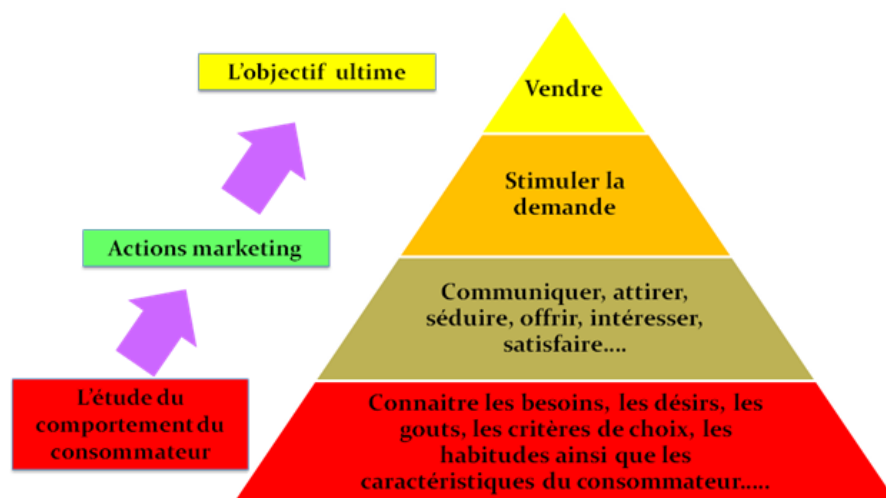 L'objectif ultime
Vendre
Stimuler la
demande
Actions marketing
Communiquer, attirer,
séduire, offrir, intéresser,
satisfaire....
L'étude du
comportement du
consommateur
Connaitre les besoins, les désirs, les
gouts, les critères de choix, les
habitudes ainsi que les
caractéristiques du consommateur.....